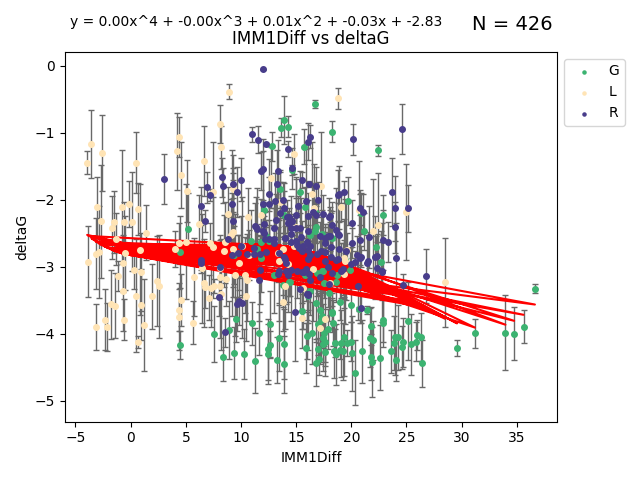 y = 0.00x^4 + -0.00x^3 + 0.01x^2 + -0.03x + -2.83
N = 426
IMM1Diff vs deltaG
G
L
R
0
−1
−2
−3
−4
−5
deltaG
−5 0 5 10 15 20 25 30 35
IMM1Diff